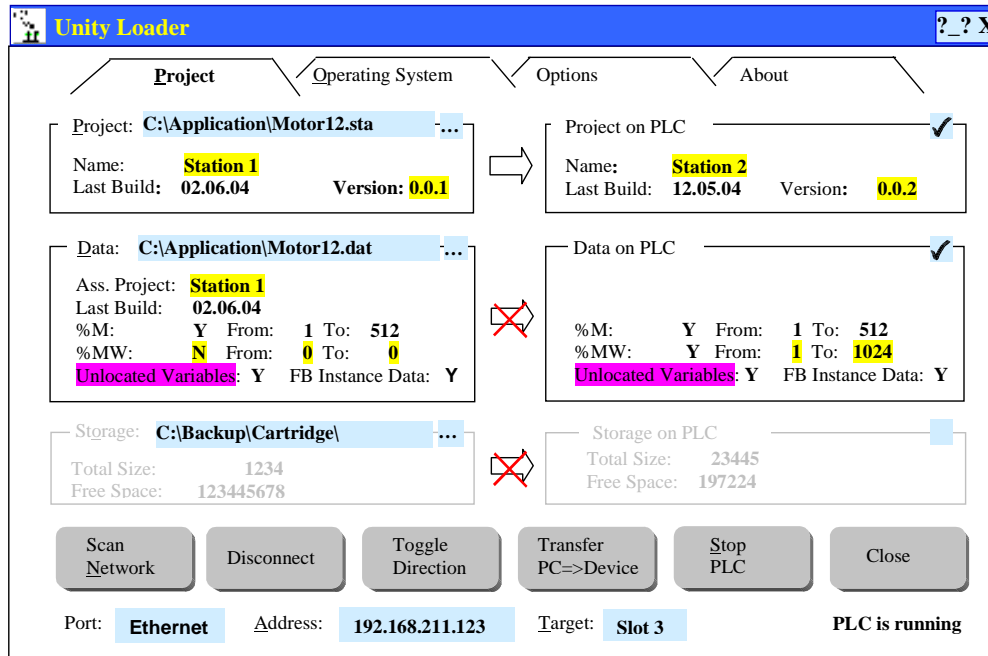 Unity Loader ?_? X
Project Operating System Options About
Project: C:\Application\Motor12.sta ...
Name: Station 1
Last Build: 02.06.04 Version: 0.0.1
Project on PLC
Name: Station 2
Last Build: 12.05.04 Version: 0.0.2
Data: C:\Application\Motor12.dat ...
Ass. Project: Station 1
Last Build: 02.06.04
%M: Y From: 1 To: 512
%MW: N From: 0 To: 0
Unlocated Variables: Y FB Instance Data: Y
Data on PLC
%M: Y From: 1 To: 512
%MW: Y From: 1 To: 1024
Unlocated Variables: Y FB Instance Data: Y
Storage: C:\Backup\Cartridge\ ...
Total Size: 1234
Free Space: 123445678
Storage on PLC
Total Size: 23445
Free Space: 197224
Scan
Network
Disconnect
Toggle
Direction
Transfer
PC=>Device
Stop
PLC
Close
Port: Ethernet Address: 192.168.211.123 Target: Slot 3 PLC is running